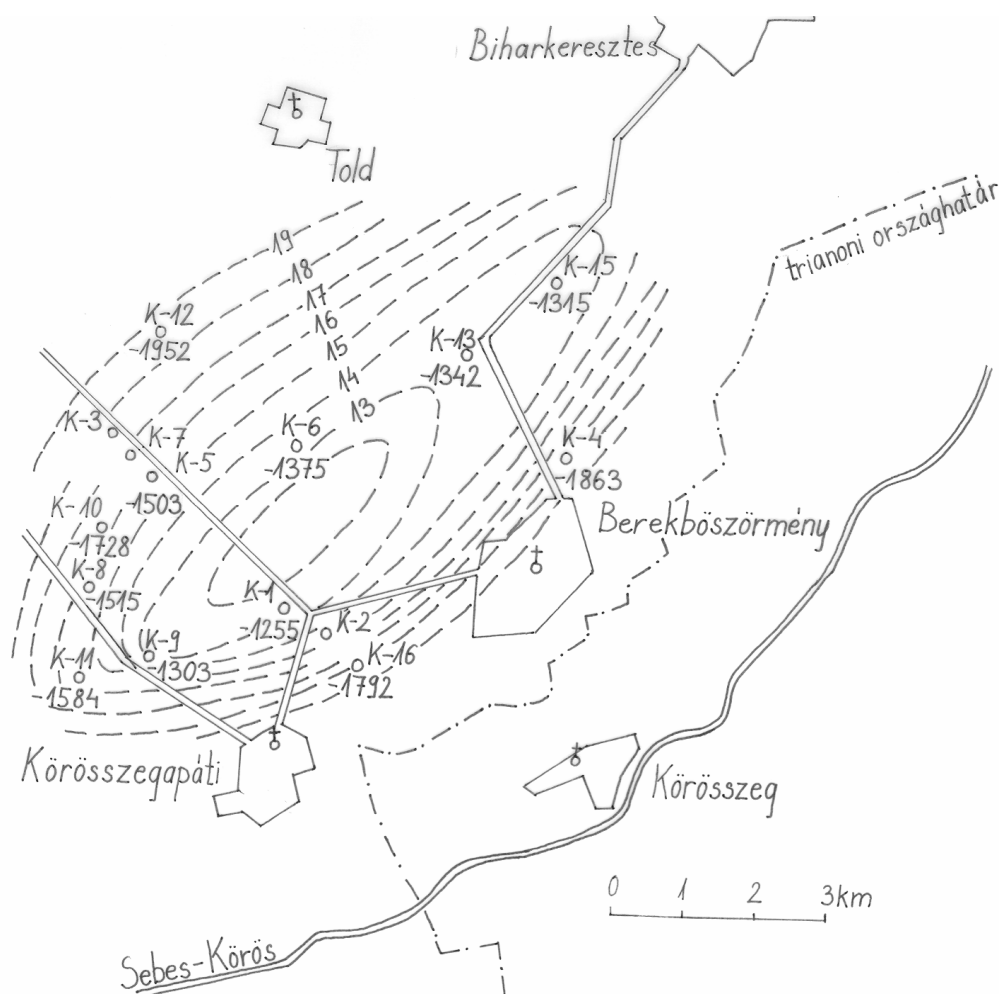 Biharkeresztes
Told
trianoni országhatár
19
18
17
16
15
14
13
K-15
-1315
K-12
-1952
K-13
-1342
K-3
K-7
K-5
-1503
K-6
-1375
K-4
-1863
K-10
-1728
K-8
-1515
Berekböszörmény
K-1
-1255
K-2
K-9
-1303
K-11
-1584
K-16
-1792
Körösszegapáti
Körösszeg
0 1 2 3km
Sebes-Körös